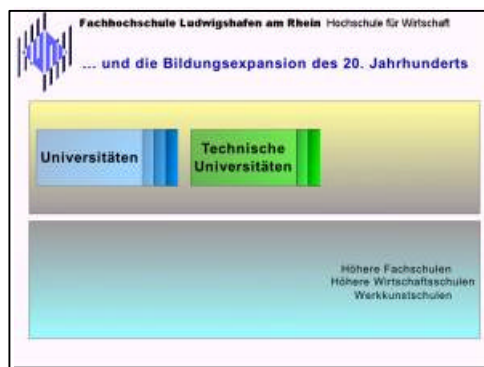 Fachhochschule Ludwigshafen am Rhein Hochschule für Wirtschaft
... und die Bildungsexpansion des 20. Jahrhunderts
Universitäten
Technische
Universitäten
Höhere Fachschulen
Höhere Wirtschaftsschulen
Werkkunstschulen